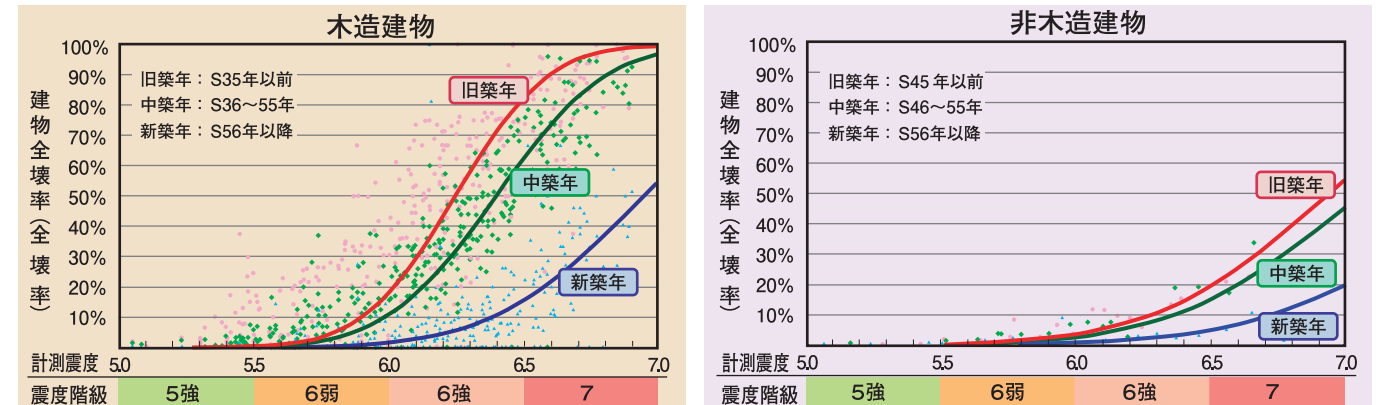 木造建物
建物全壊率(全壊率)
100%
90%
80%
70%
60%
50%
40%
30%
20%
10%
旧築年：S35年以前
中築年：S36～55年
新築年：S56年以降
旧築年
中築年
新築年
計測震度 5.0 5.5 6.0 6.5 7.0
震度階級 5強 6弱 6強 7
非木造建物
建物全壊率(全壊率)
100%
90%
80%
70%
60%
50%
40%
30%
20%
10%
旧築年：S45年以前
中築年：S46～55年
新築年：S56年以降
旧築年
中築年
新築年
計測震度 5.0 5.5 6.0 6.5 7.0
震度階級 5強 6弱 6強 7